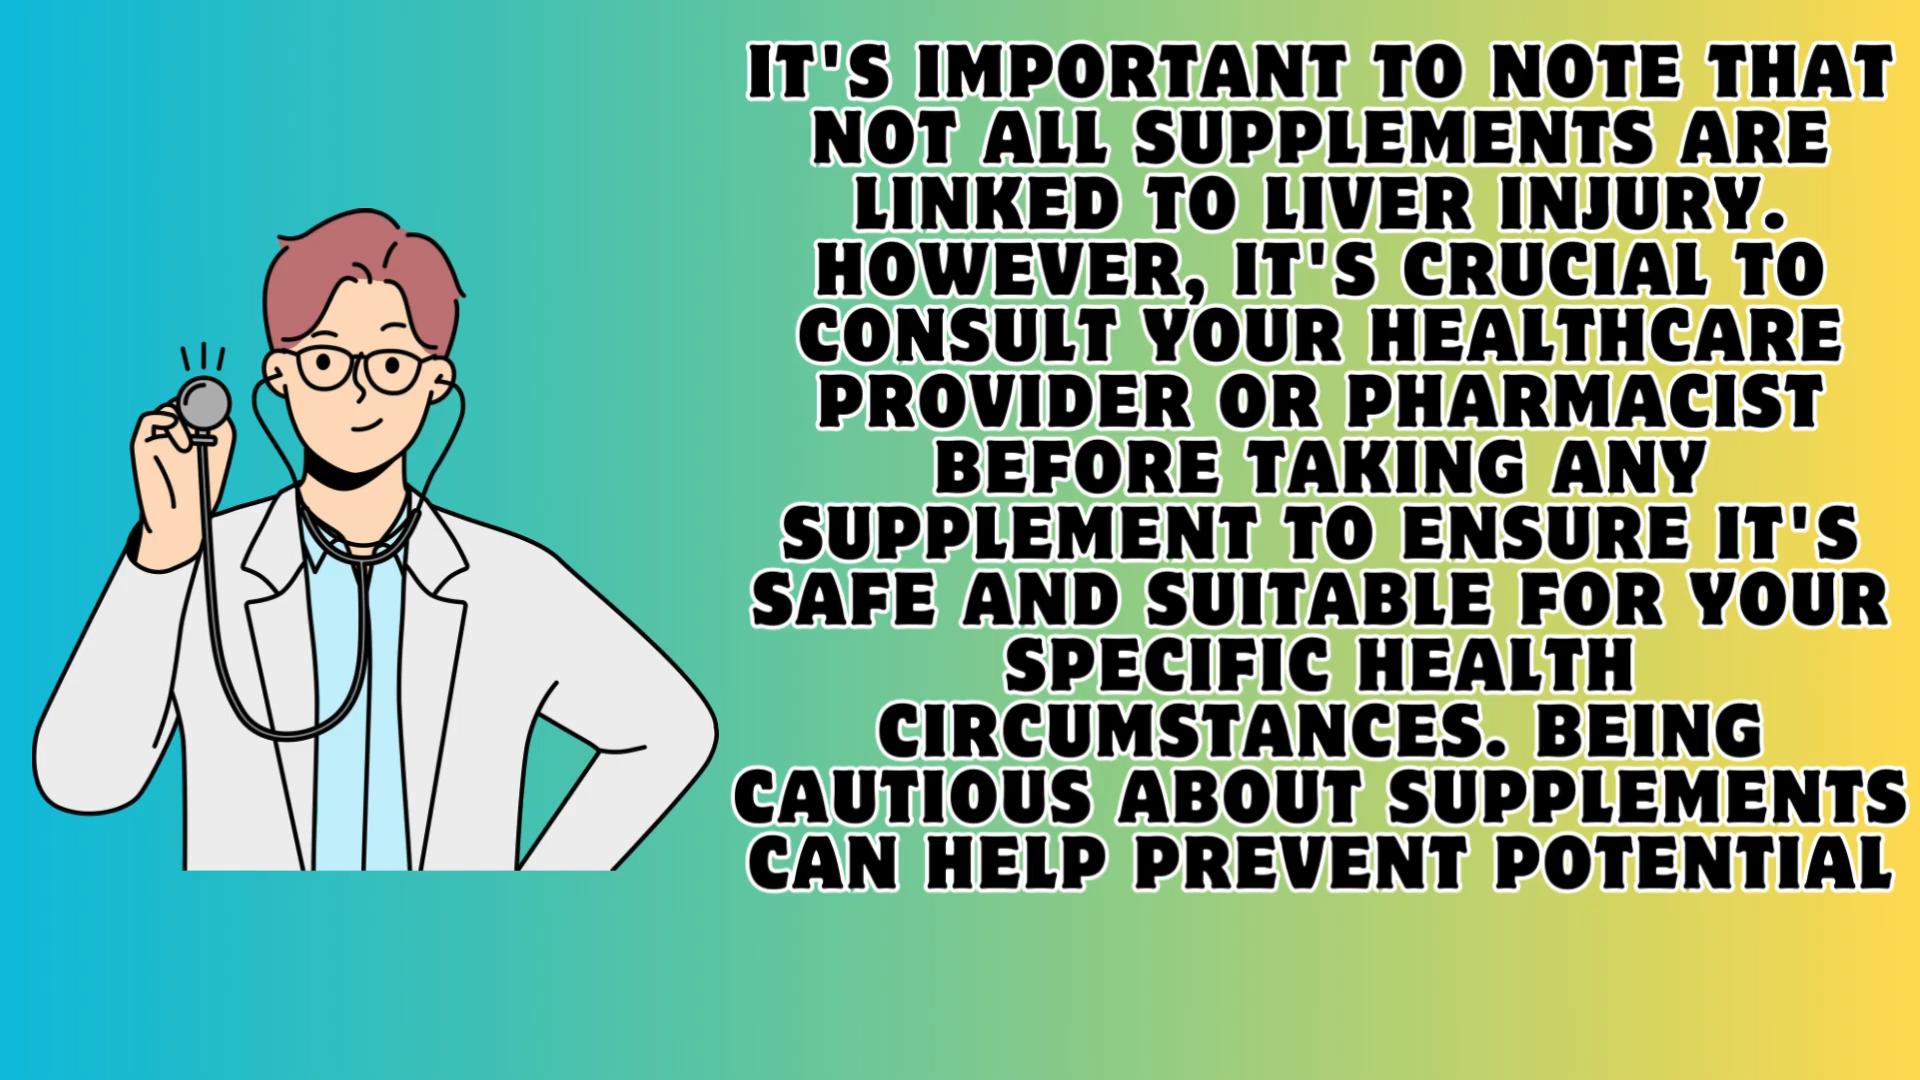 IT'S IMPORTANT TO NOTE THAT
NOT ALL SUPPLEMENTS ARE
LINKED TO LIVER INJURY.
HOWEVER, IT'S CRUCIAL TO
CONSULT YOUR HEALTHCARE
PROVIDER OR PHARMACIST
BEFORE TAKING ANY
SUPPLEMENT TO ENSURE IT'S
SAFE AND SUITABLE FOR YOUR
SPECIFIC HEALTH
CIRCUMSTANCES. BEING
CAUTIOUS ABOUT SUPPLEMENTS
CAN HELP PREVENT POTENTIAL